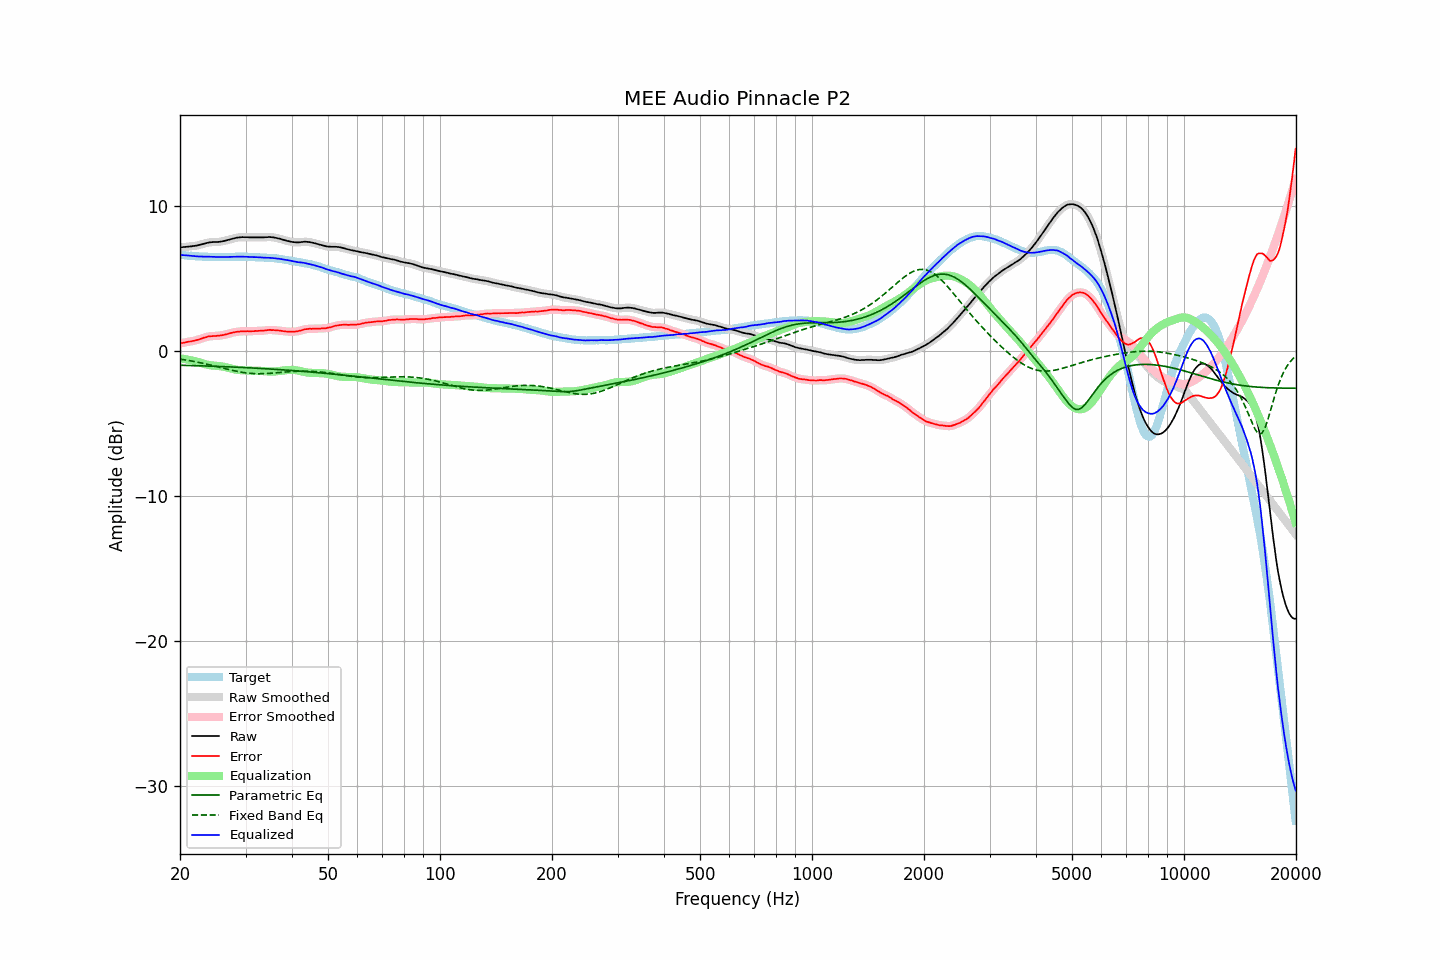 MEE Audio Pinnacle P2
10
0
−10
−20
−30
Amplitude (dBr)
Target
Raw Smoothed
Error Smoothed
Raw
Error
Equalization
Parametric Eq
Fixed Band Eq
Equalized
20 50 100 200 500 1000 2000 5000 10000 20000
Frequency (Hz)